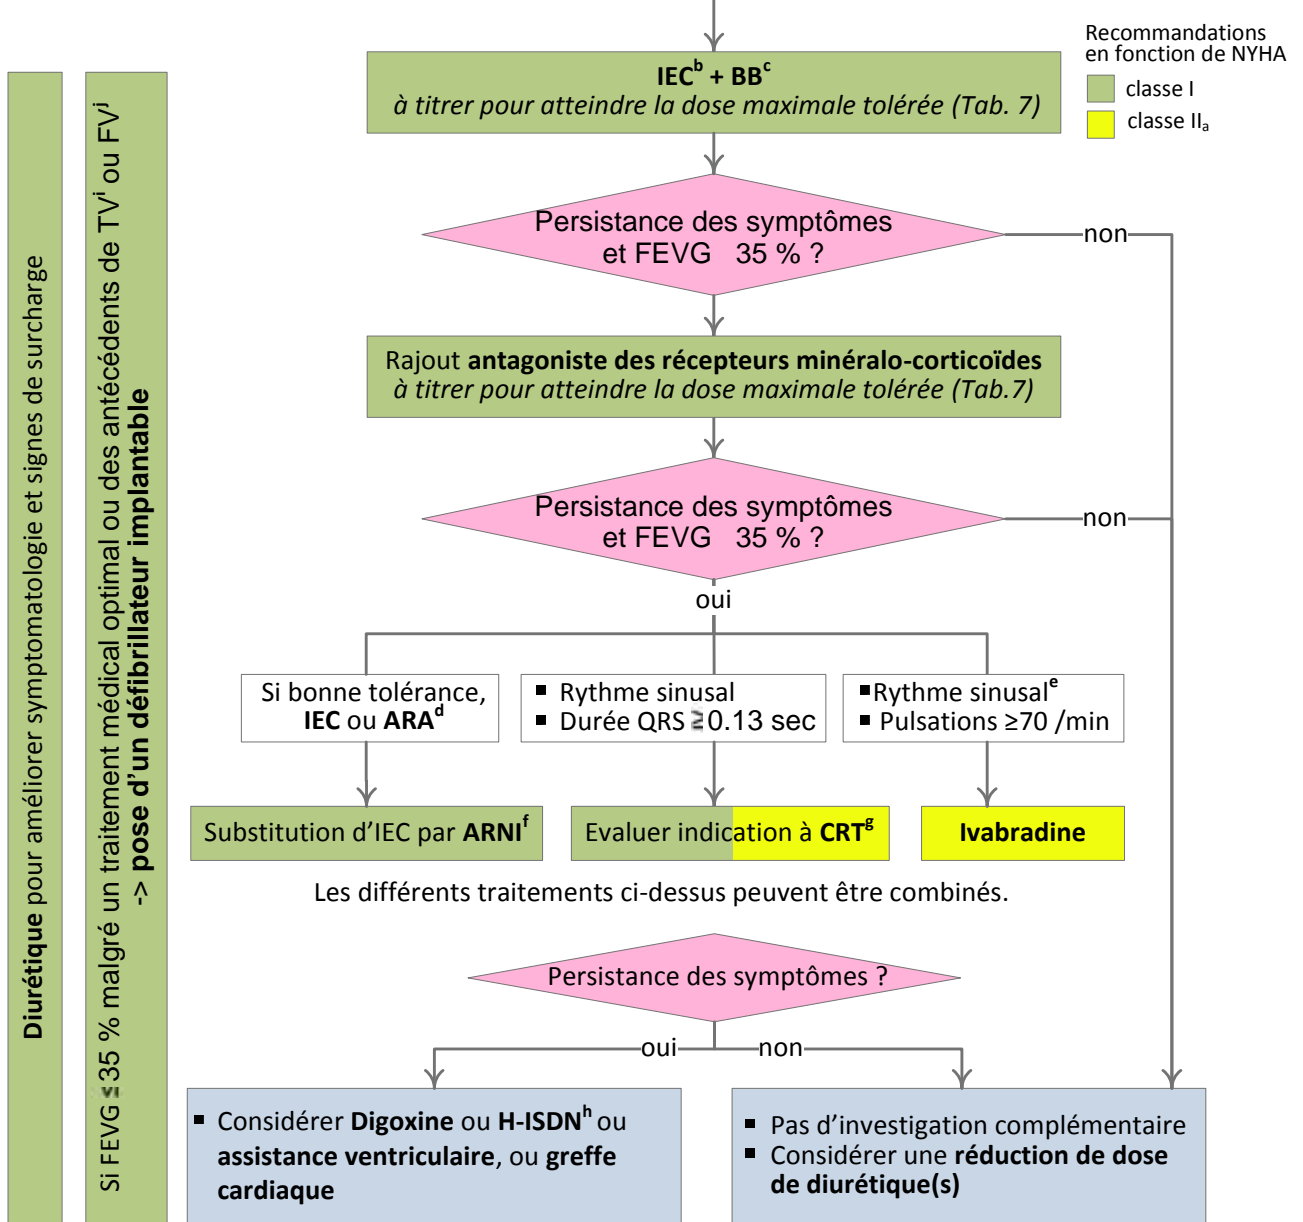 Recommandations
en fonction de NYHA
classe I
classe IIₐ
Diurétique pour améliorer symptomatologie et signes de surcharge
Si FEVG ≤ 35 % malgré un traitement médical optimal ou des antécédents de TVⁱ ou FVʲ
-> pose d'un défibrillateur implantable
IECᵇ + BBᶜ
à titrer pour atteindre la dose maximale tolérée (Tab. 7)
Persistance des symptômes
et FEVG 35 % ?
non
Rajout antagoniste des récepteurs minéralo-corticoïdes
à titrer pour atteindre la dose maximale tolérée (Tab.7)
Persistance des symptômes
et FEVG 35 % ?
non
oui
Si bonne tolérance,
IEC ou ARAᵈ
▪ Rythme sinusal
▪ Durée QRS ≥0.13 sec
▪Rythme sinusalᵉ
▪ Pulsations ≥70 /min
Substitution d'IEC par ARNIᶠ
Evaluer indication à CRTᵍ
Ivabradine
Les différents traitements ci-dessus peuvent être combinés.
Persistance des symptômes ?
oui
non
▪ Considérer Digoxine ou H-ISDNʰ ou
assistance ventriculaire, ou greffe
cardiaque
▪ Pas d'investigation complémentaire
▪ Considérer une réduction de dose
de diurétique(s)